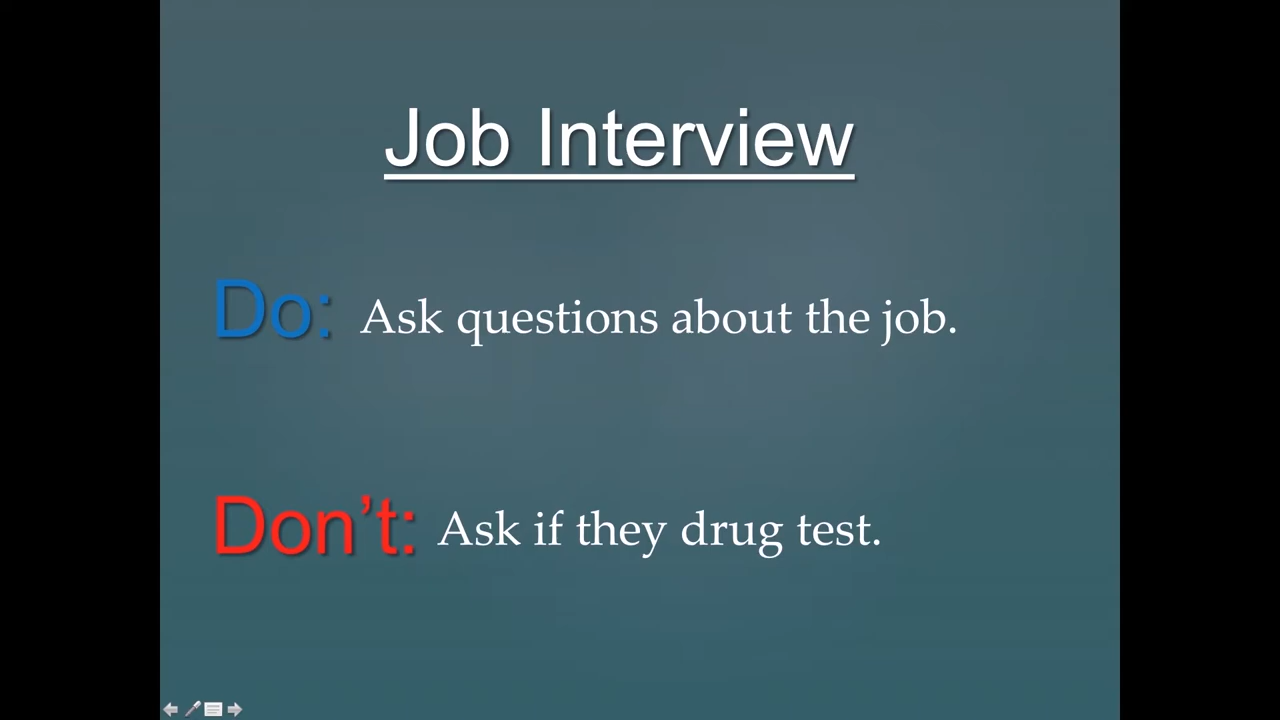 Job Interview
Do: Ask questions about the job.
Don’t: Ask if they drug test.